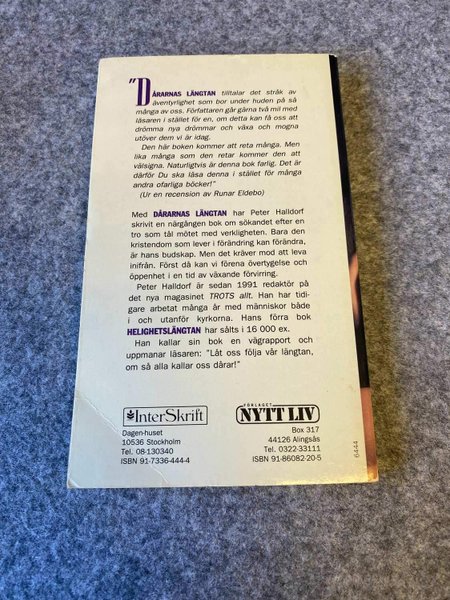 "DÅRARNAS LÄNGTAN tilltalar det stråk av
äventyrlighet som bor under huden på så
många av oss. Författaren går gärna två mil med
läsaren i stället för en, om detta kan få oss att
drömma nya drömmar och växa och mogna
utöver dem vi är idag.
Den här boken kommer att reta många. Men
lika många som den retar kommer den att
välsigna. Naturligtvis är denna bok farlig. Det är
därför Du ska läsa denna i stället för många
andra ofarliga böcker!"
(Ur en recension av Runar Eldebo)
Med DÅRARNAS LÄNGTAN har Peter Halldorf
skrivit en närgången bok om sökandet efter en
tro som tål mötet med verkligheten. Bara den
kristendom som lever i förändring kan förändra,
är hans budskap. Men det kräver mod att leva
inifrån. Först då kan vi förena övertygelse och
öppenhet i en tid av växande förvirring.
Peter Halldorf är sedan 1991 redaktör på
det nya magasinet TROTS allt. Han har tidi-
gare arbetat många år med människor både
i och utanför kyrkorna. Hans förra bok
HELIGHETSLÄNGTAN har sålts i 16 000 ex.
Han kallar sin bok en vägrapport och
uppmanar läsaren: "Låt oss följa vår längtan,
om så alla kallar oss dårar!"
InterSkrift
Dagen-huset
10536 Stockholm
Tel. 08-130340
ISBN 91-7336-444-4
FÖRLAGET
NYTT LIV
Box 317
44126 Alingsås
Tel. 0322-33111
ISBN 91-86082-20-5
6444